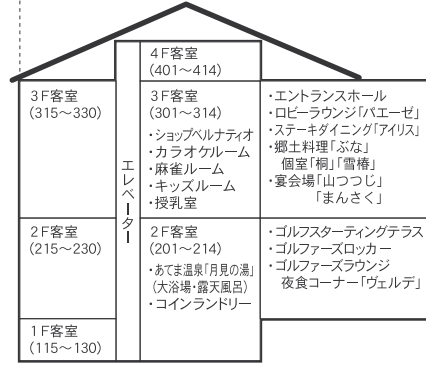 4F客室
(401～414)
3F客室
(315～330)
エレベーター
3F客室
(301～314)
・ショップベルナティオ
・カラオケルーム
・麻雀ルーム
・キッズルーム
・授乳室
・エントランスホール
・ロビーラウンジ「パエーゼ」
・ステーキダイニング「アイリス」
・郷土料理「ぶな」
個室「桐」「雪椿」
・宴会場「山つつじ」
「まんさく」
2F客室
(215～230)
2F客室
(201～214)
・あてま温泉「月見の湯」
(大浴場・露天風呂)
・コインランドリー
・ゴルフスターティングテラス
・ゴルファーズロッカー
・ゴルファーズラウンジ
夜食コーナー「ヴェルデ」
1F客室
(115～130)